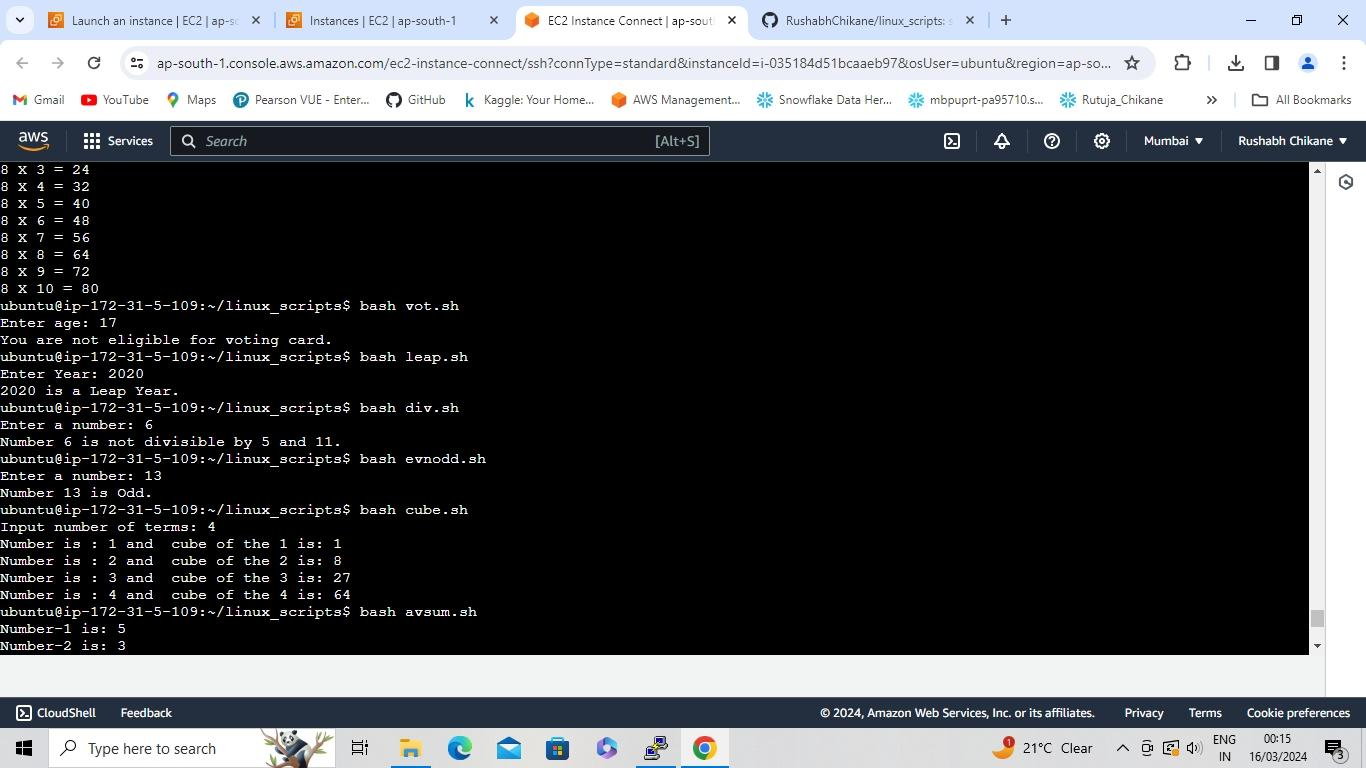 Launch an instance | EC2 | ap-sc
Instances | EC2 | ap-south-1
EC2 Instance Connect | ap-sout
RushabhChikane/linux_scripts: s
ap-south-1.console.aws.amazon.com/ec2-instance-connect/ssh?connType=standard&instanceId=i-035184d51bcaaeb97&osUser=ubuntu&region=ap-so...
Gmail
YouTube
Maps
Pearson VUE - Enter...
GitHub
Kaggle: Your Home...
AWS Management...
Snowflake Data Her...
mbpuprt-pa95710.s...
Rutuja_Chikane
»
All Bookmarks
aws
Services
Search
[Alt+S]
Mumbai
Rushabh Chikane
8 X 3 = 24
8 X 4 = 32
8 X 5 = 40
8 X 6 = 48
8 X 7 = 56
8 X 8 = 64
8 X 9 = 72
8 X 10 = 80
ubuntu@ip-172-31-5-109:~/linux_scripts$ bash vot.sh
Enter age: 17
You are not eligible for voting card.
ubuntu@ip-172-31-5-109:~/linux_scripts$ bash leap.sh
Enter Year: 2020
2020 is a Leap Year.
ubuntu@ip-172-31-5-109:~/linux_scripts$ bash div.sh
Enter a number: 6
Number 6 is not divisible by 5 and 11.
ubuntu@ip-172-31-5-109:~/linux_scripts$ bash evnodd.sh
Enter a number: 13
Number 13 is Odd.
ubuntu@ip-172-31-5-109:~/linux_scripts$ bash cube.sh
Input number of terms: 4
Number is : 1 and  cube of the 1 is: 1
Number is : 2 and  cube of the 2 is: 8
Number is : 3 and  cube of the 3 is: 27
Number is : 4 and  cube of the 4 is: 64
ubuntu@ip-172-31-5-109:~/linux_scripts$ bash avsum.sh
Number-1 is: 5
Number-2 is: 3
CloudShell
Feedback
© 2024, Amazon Web Services, Inc. or its affiliates.
Privacy
Terms
Cookie preferences
Type here to search
1
21°C Clear
ENG
IN
00:15
16/03/2024
3